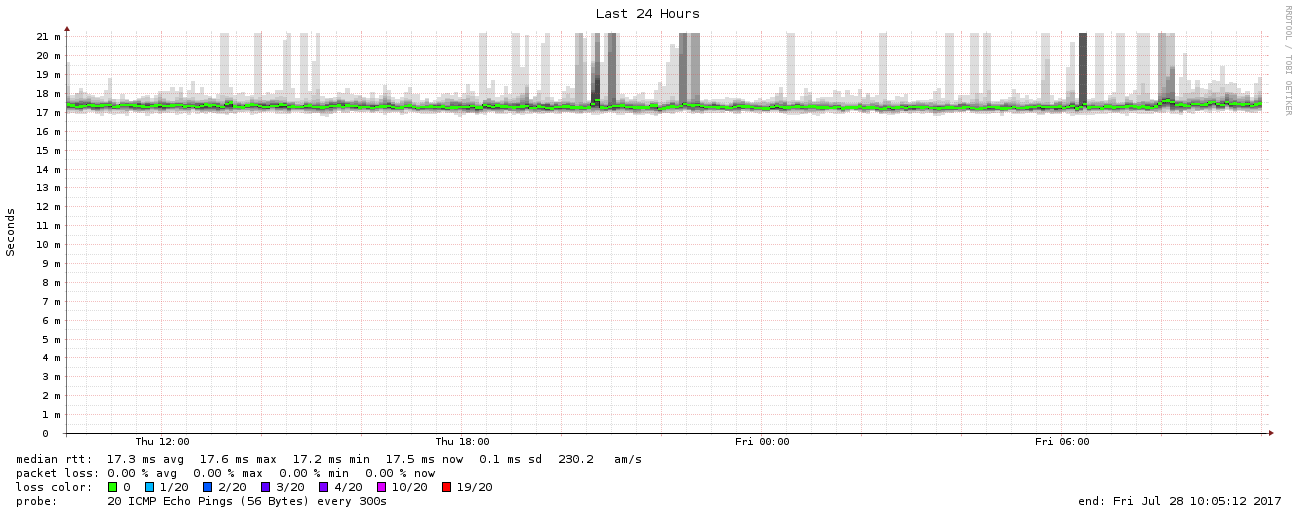 Last 24 Hours
RRDTOOL / TOBI OETIKER
Seconds
21 m
20 m
19 m
18 m
17 m
16 m
15 m
14 m
13 m
12 m
11 m
10 m
9 m
8 m
7 m
6 m
5 m
4 m
3 m
2 m
1 m
0
Thu 12:00 Thu 18:00 Fri 00:00 Fri 06:00
median rtt: 17.3 ms avg 17.6 ms max 17.2 ms min 17.5 ms now 0.1 ms sd 230.2 am/s
packet loss: 0.00 % avg 0.00 % max 0.00 % min 0.00 % now
loss color: 0 1/20 2/20 3/20 4/20 10/20 19/20
probe: 20 ICMP Echo Pings (56 Bytes) every 300s end: Fri Jul 28 10:05:12 2017